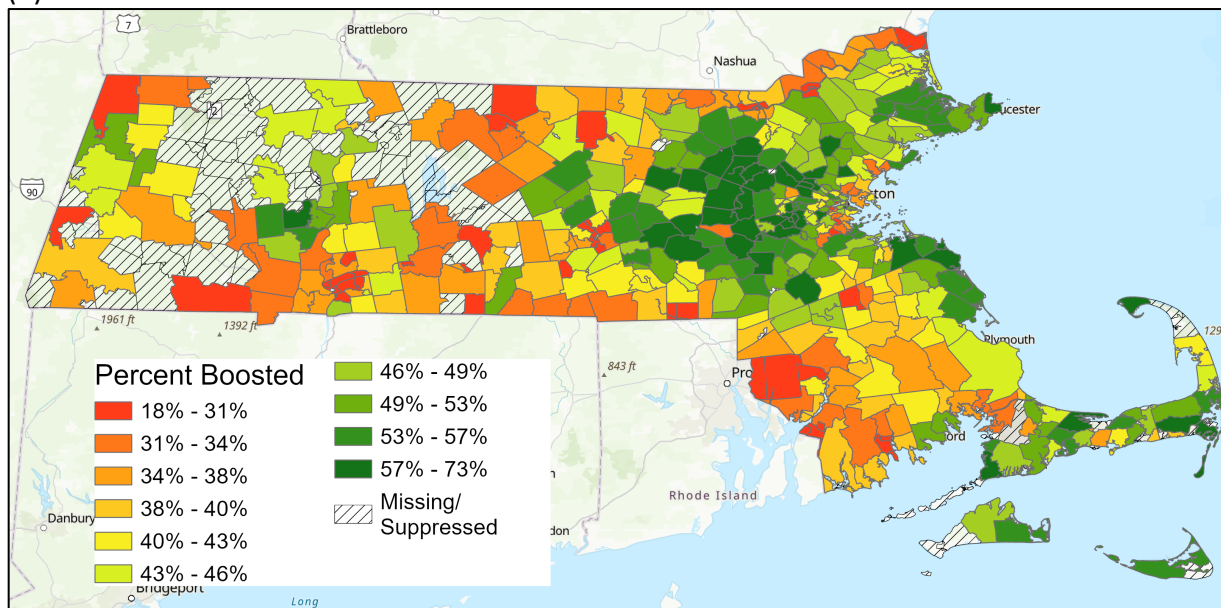 7
Brattleboro
Nashua
2
ucester
90
ton
1961 ft
1392 ft
843 ft
Plymouth
129
Pro
ord
Percent Boosted
18% - 31%
31% - 34%
34% - 38%
38% - 40%
40% - 43%
43% - 46%
46% - 49%
49% - 53%
53% - 57%
57% - 73%
Missing/
Suppressed
n
don
Rhode Island
Danbury
Bridgeport
Long